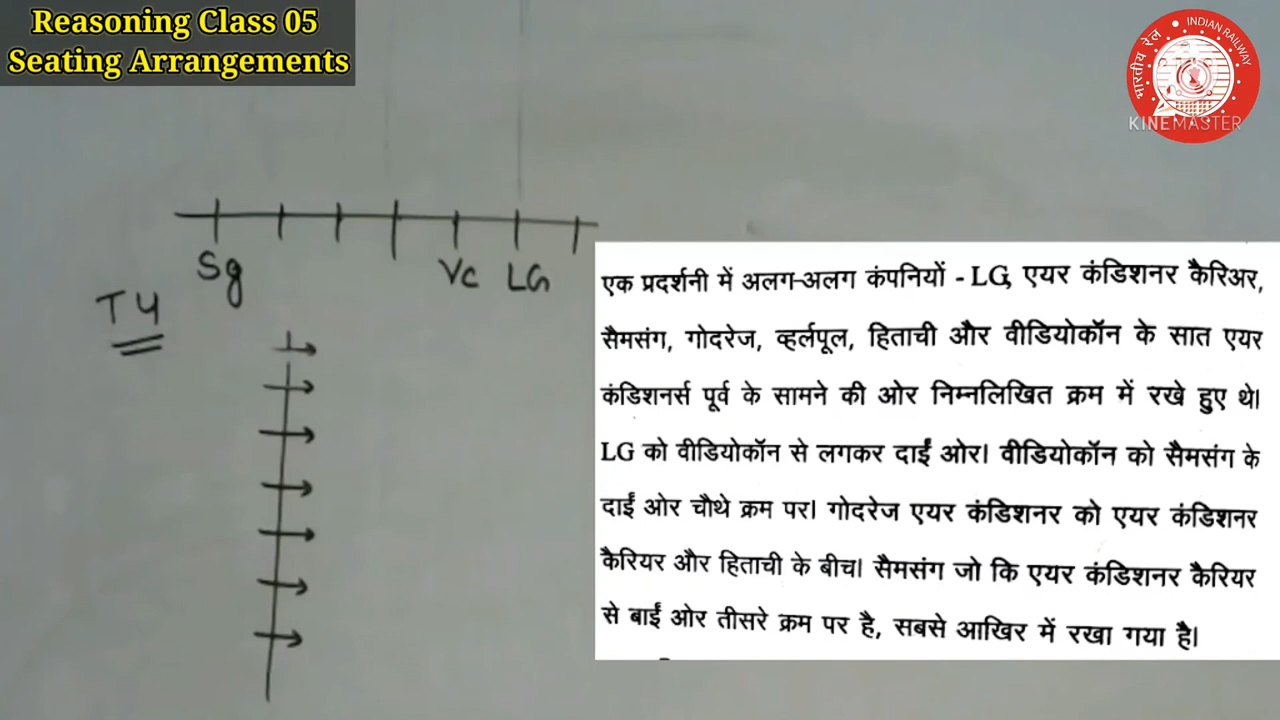 Reasoning Class 05
Seating Arrangements
भारतीय रेल
INDIAN RAILWAY
KINEMASTER
Sg Vc LG
T4
एक प्रदर्शनी में अलग-अलग कंपनियों - LG, एयर कंडिशनर कैरिअर,
सैमसंग, गोदरेज, व्हर्लपूल, हिताची और वीडियोकॉन के सात एयर
कंडिशनर्स पूर्व के सामने की ओर निम्नलिखित क्रम में रखे हुए थे।
LG को वीडियोकॉन से लगकर दाईं ओर। वीडियोकॉन को सैमसंग के
दाईं ओर चौथे क्रम पर। गोदरेज एयर कंडिशनर को एयर कंडिशनर
कैरियर और हिताची के बीच। सैमसंग जो कि एयर कंडिशनर कैरियर
से बाईं ओर तीसरे क्रम पर है, सबसे आखिर में रखा गया है।